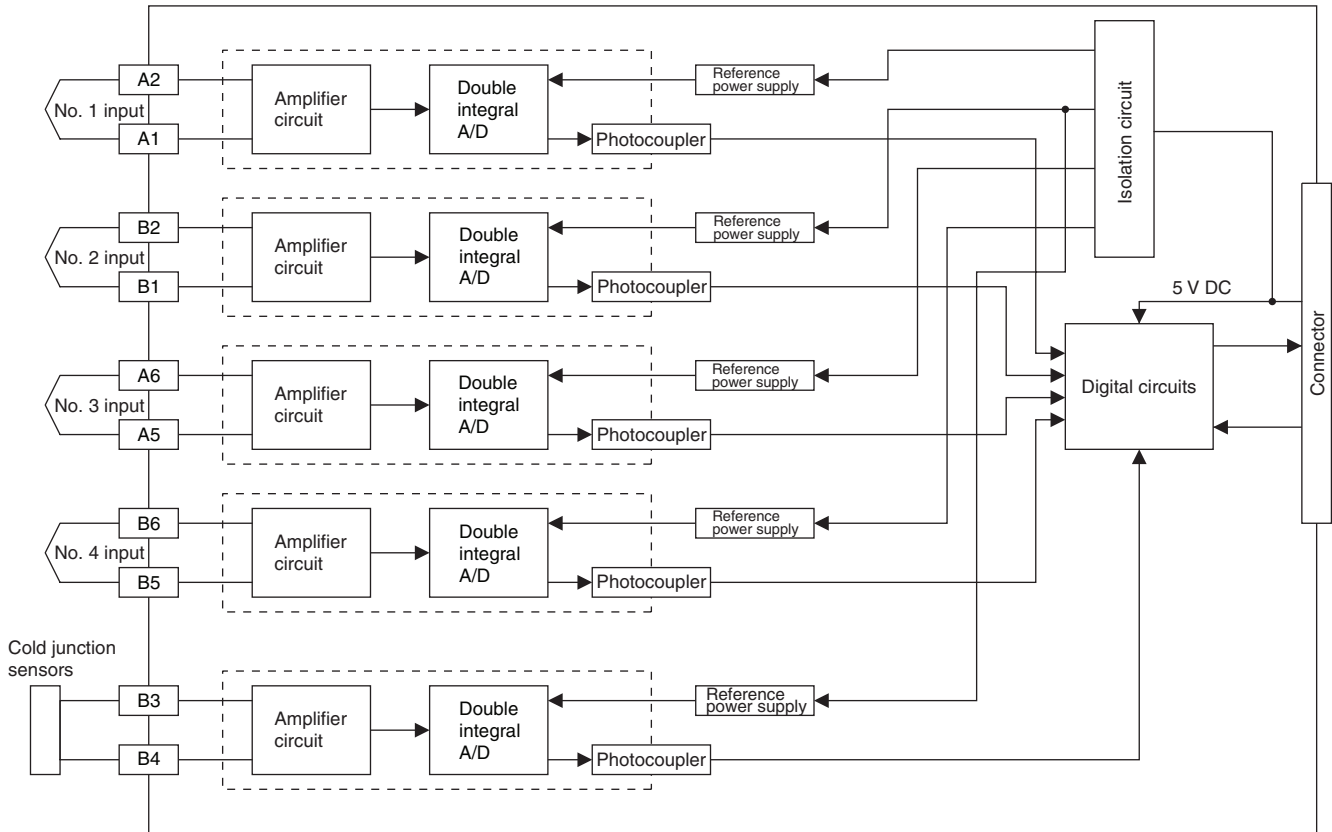 A2
No. 1 input
A1
Amplifier
circuit
Double
integral
A/D
Reference
power supply
Photocoupler
Isolation circuit
B2
No. 2 input
B1
Amplifier
circuit
Double
integral
A/D
Reference
power supply
Photocoupler
5 V DC
Connector
A6
No. 3 input
A5
Amplifier
circuit
Double
integral
A/D
Reference
power supply
Photocoupler
Digital circuits
B6
No. 4 input
B5
Amplifier
circuit
Double
integral
A/D
Reference
power supply
Photocoupler
Cold junction
sensors
B3
B4
Amplifier
circuit
Double
integral
A/D
Reference
power supply
Photocoupler